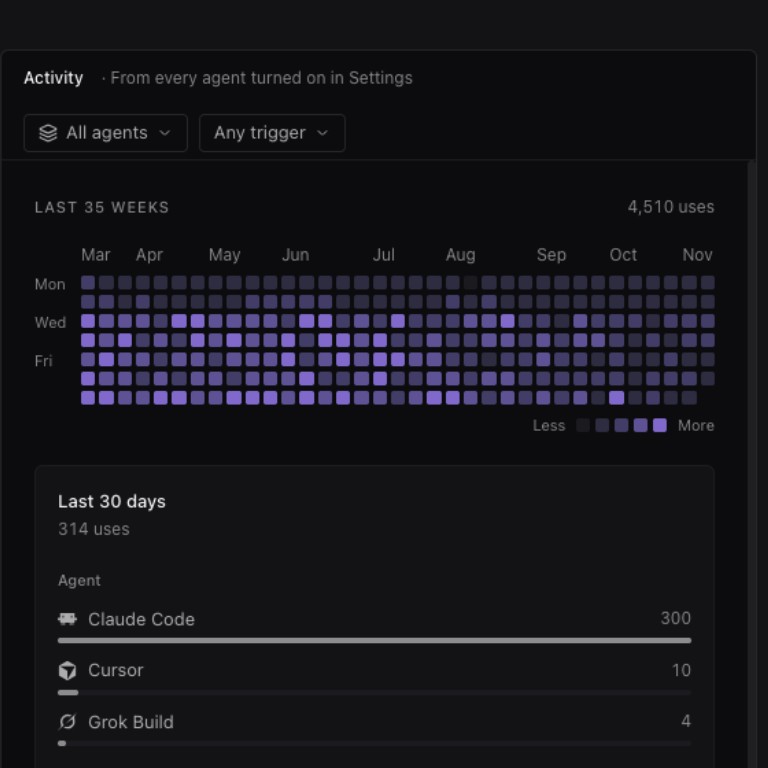 Activity · From every agent turned on in Settings
All agents Any trigger
LAST 35 WEEKS 4,510 uses
Mar Apr May Jun Jul Aug Sep Oct Nov
Mon
Wed
Fri
Less More
Last 30 days
314 uses
Agent
Claude Code 300
Cursor 10
Grok Build 4